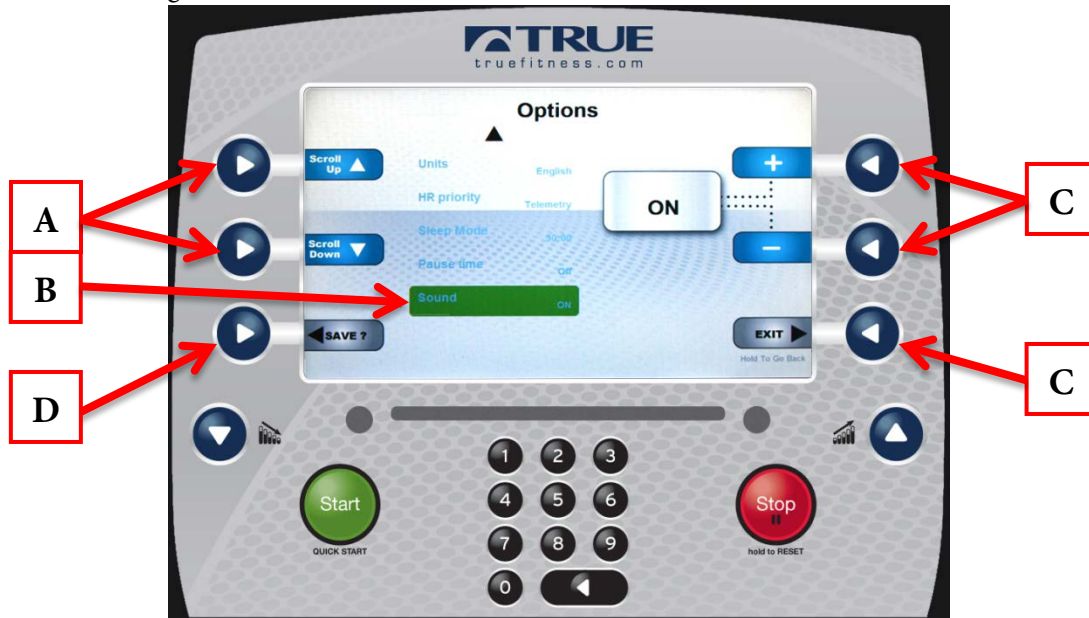 TRUE
truefitness.com
Options
Scroll Up
Units English
+
HR priority Telemetry
ON
A
C
Scroll Down
Sleep Mode
−
Pause time Off
B
Sound ON
SAVE ?
EXIT
Hold To Go Back
D
C
1 2 3
4 5 6
7 8 9
0
Start
QUICK START
Stop
hold to RESET